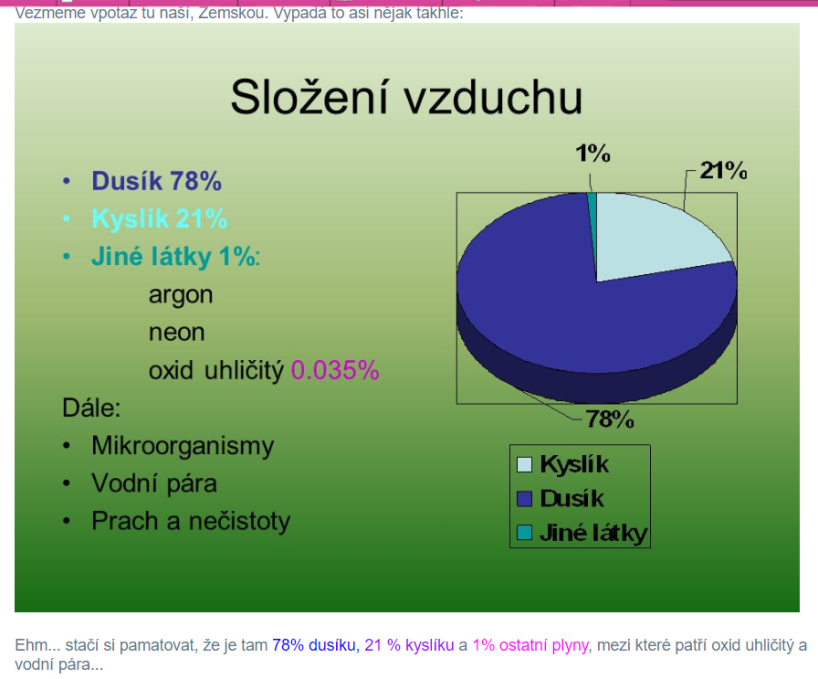 Vezmeme vpotaz tu naši, Zemskou. Vypadá to asi nějak takhle:
Složení vzduchu
• Dusík 78%
• Kyslík 21%
• Jiné látky 1%:
argon
neon
oxid uhličitý 0.035%
Dále:
• Mikroorganismy
• Vodní pára
• Prach a nečistoty
1%
21%
78%
Kyslík
Dusík
Jiné látky
Ehm... stačí si pamatovat, že je tam 78% dusíku, 21 % kyslíku a 1% ostatní plyny, mezi které patří oxid uhličitý a
vodní pára...